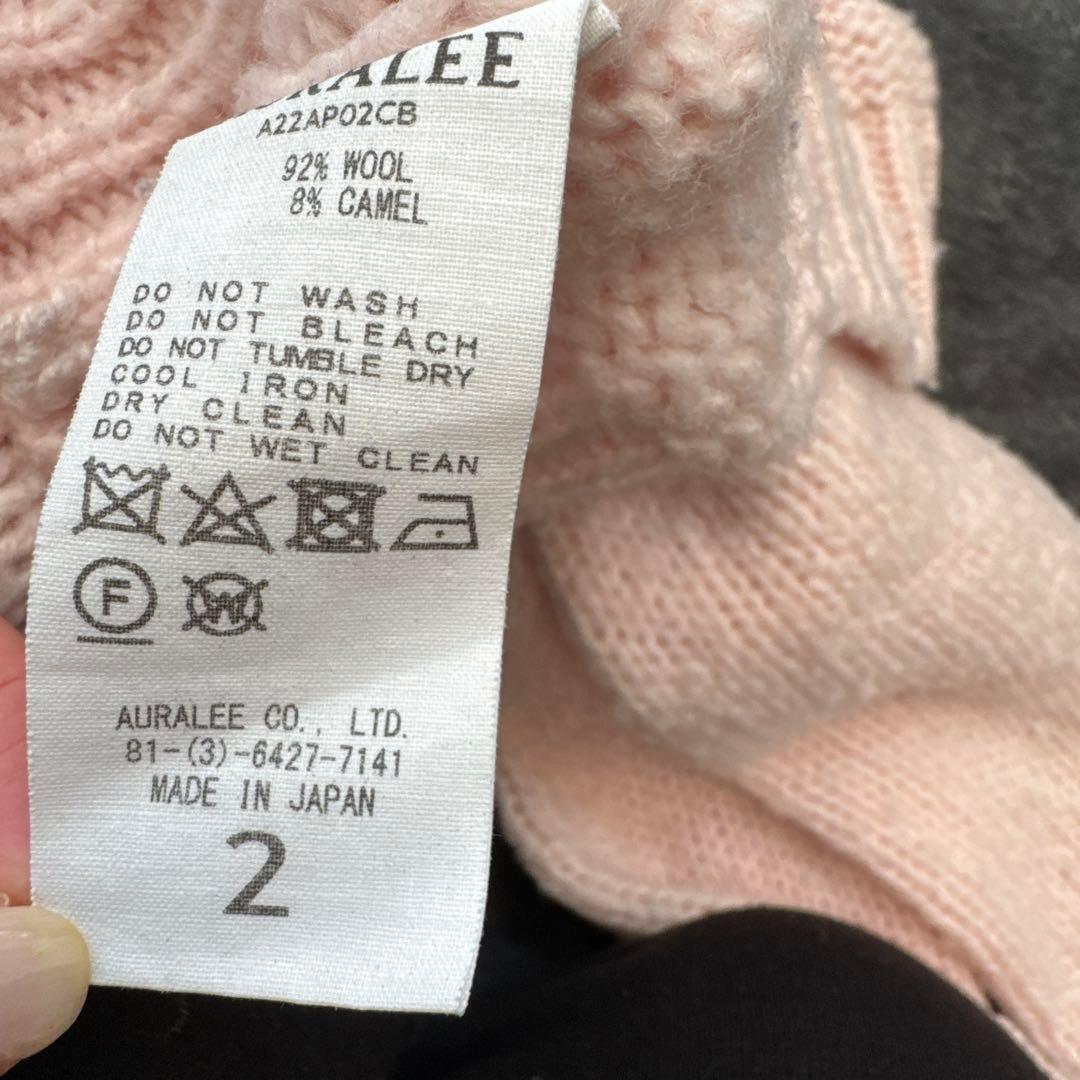 AURALEE
A22AP02CB
92% WOOL
8% CAMEL
DO NOT WASH
DO NOT BLEACH
DO NOT TUMBLE DRY
COOL IRON
DRY CLEAN
DO NOT WET CLEAN
F W
AURALEE CO., LTD.
81-(3)-6427-7141
MADE IN JAPAN
2